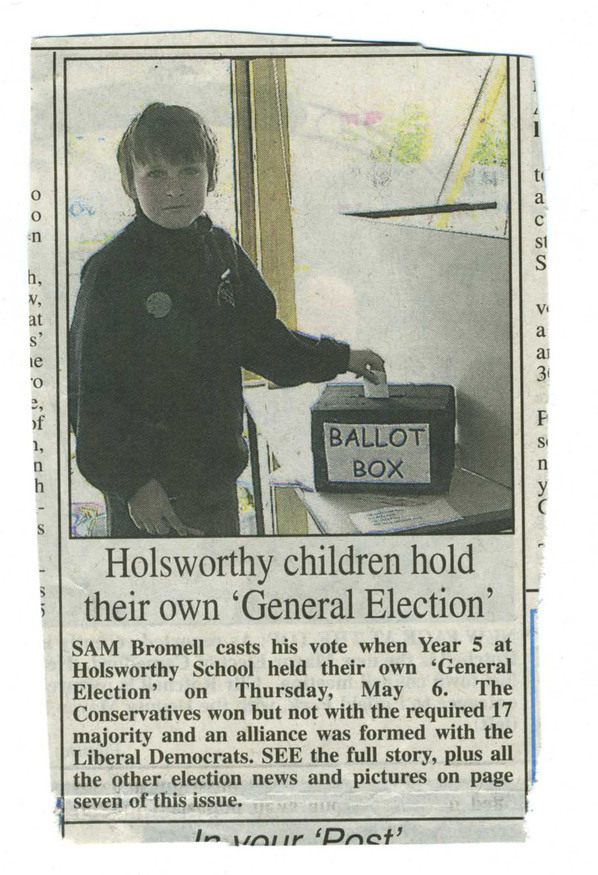 BALLOT
BOX
Holsworthy children hold
their own ‘General Election’
SAM Bromell casts his vote when Year 5 at
Holsworthy School held their own ‘General
Election’ on Thursday, May 6. The
Conservatives won but not with the required 17
majority and an alliance was formed with the
Liberal Democrats. SEE the full story, plus all
the other election news and pictures on page
seven of this issue.
In your ‘Post’